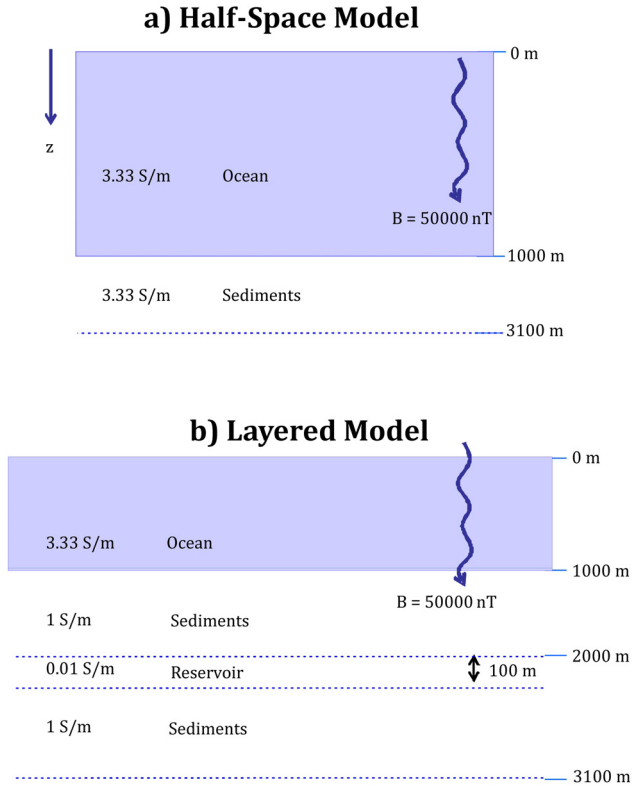 a) Half-Space Model
0 m
z
3.33 S/m Ocean
B = 50000 nT
1000 m
3.33 S/m Sediments
3100 m
b) Layered Model
0 m
3.33 S/m Ocean
1000 m
B = 50000 nT
1 S/m Sediments
2000 m
0.01 S/m Reservoir 100 m
1 S/m Sediments
3100 m